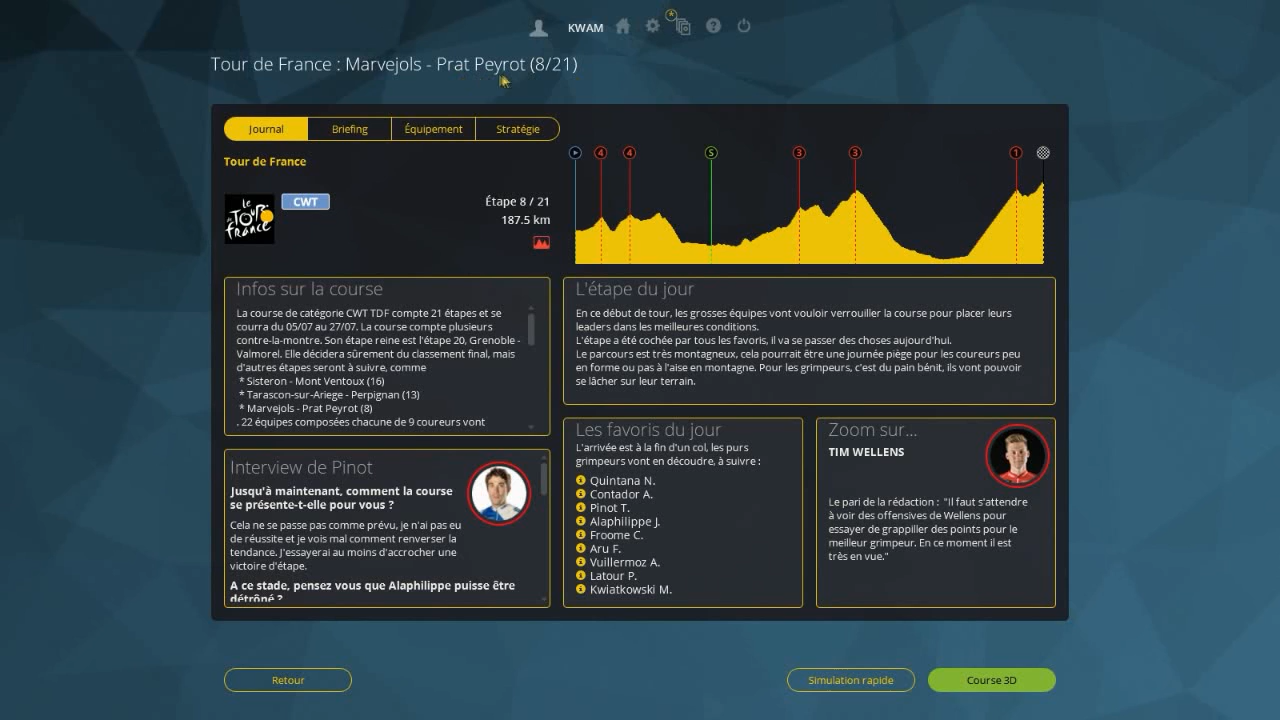 KWAM
Tour de France : Marvejols - Prat Peyrot (8/21)
Journal
Briefing
Équipement
Stratégie
Tour de France
le
Tour
de
france
CWT
Étape 8 / 21
187.5 km
4
4
S
3
3
1
Infos sur la course
La course de catégorie CWT TDF compte 21 étapes et se
courra du 05/07 au 27/07. La course compte plusieurs
contre-la-montre. Son étape reine est l'étape 20, Grenoble -
Valmorel. Elle décidera sûrement du classement final, mais
d'autres étapes seront à suivre, comme
* Sisteron - Mont Ventoux (16)
* Tarascon-sur-Ariege - Perpignan (13)
* Marvejols - Prat Peyrot (8)
. 22 équipes composées chacune de 9 coureurs vont
L'étape du jour
En ce début de tour, les grosses équipes vont vouloir verrouiller la course pour placer leurs
leaders dans les meilleures conditions.
L'étape a été cochée par tous les favoris, il va se passer des choses aujourd'hui.
Le parcours est très montagneux, cela pourrait être une journée piège pour les coureurs peu
en forme ou pas à l'aise en montagne. Pour les grimpeurs, c'est du pain bénit, ils vont pouvoir
se lâcher sur leur terrain.
Interview de Pinot
Jusqu'à maintenant, comment la course
se présente-t-elle pour vous ?
Cela ne se passe pas comme prévu, je n'ai pas eu
de réussite et je vois mal comment renverser la
tendance. J'essayerai au moins d'accrocher une
victoire d'étape.
A ce stade, pensez vous que Alaphilippe puisse être
détrôné ?
Les favoris du jour
L'arrivée est à la fin d'un col, les purs
grimpeurs vont en découdre, à suivre :
Quintana N.
Contador A.
Pinot T.
Alaphilippe J.
Froome C.
Aru F.
Vuillermoz A.
Latour P.
Kwiatkowski M.
Zoom sur...
TIM WELLENS
Le pari de la rédaction : "Il faut s'attendre
à voir des offensives de Wellens pour
essayer de grappiller des points pour le
meilleur grimpeur. En ce moment il est
très en vue."
Retour
Simulation rapide
Course 3D